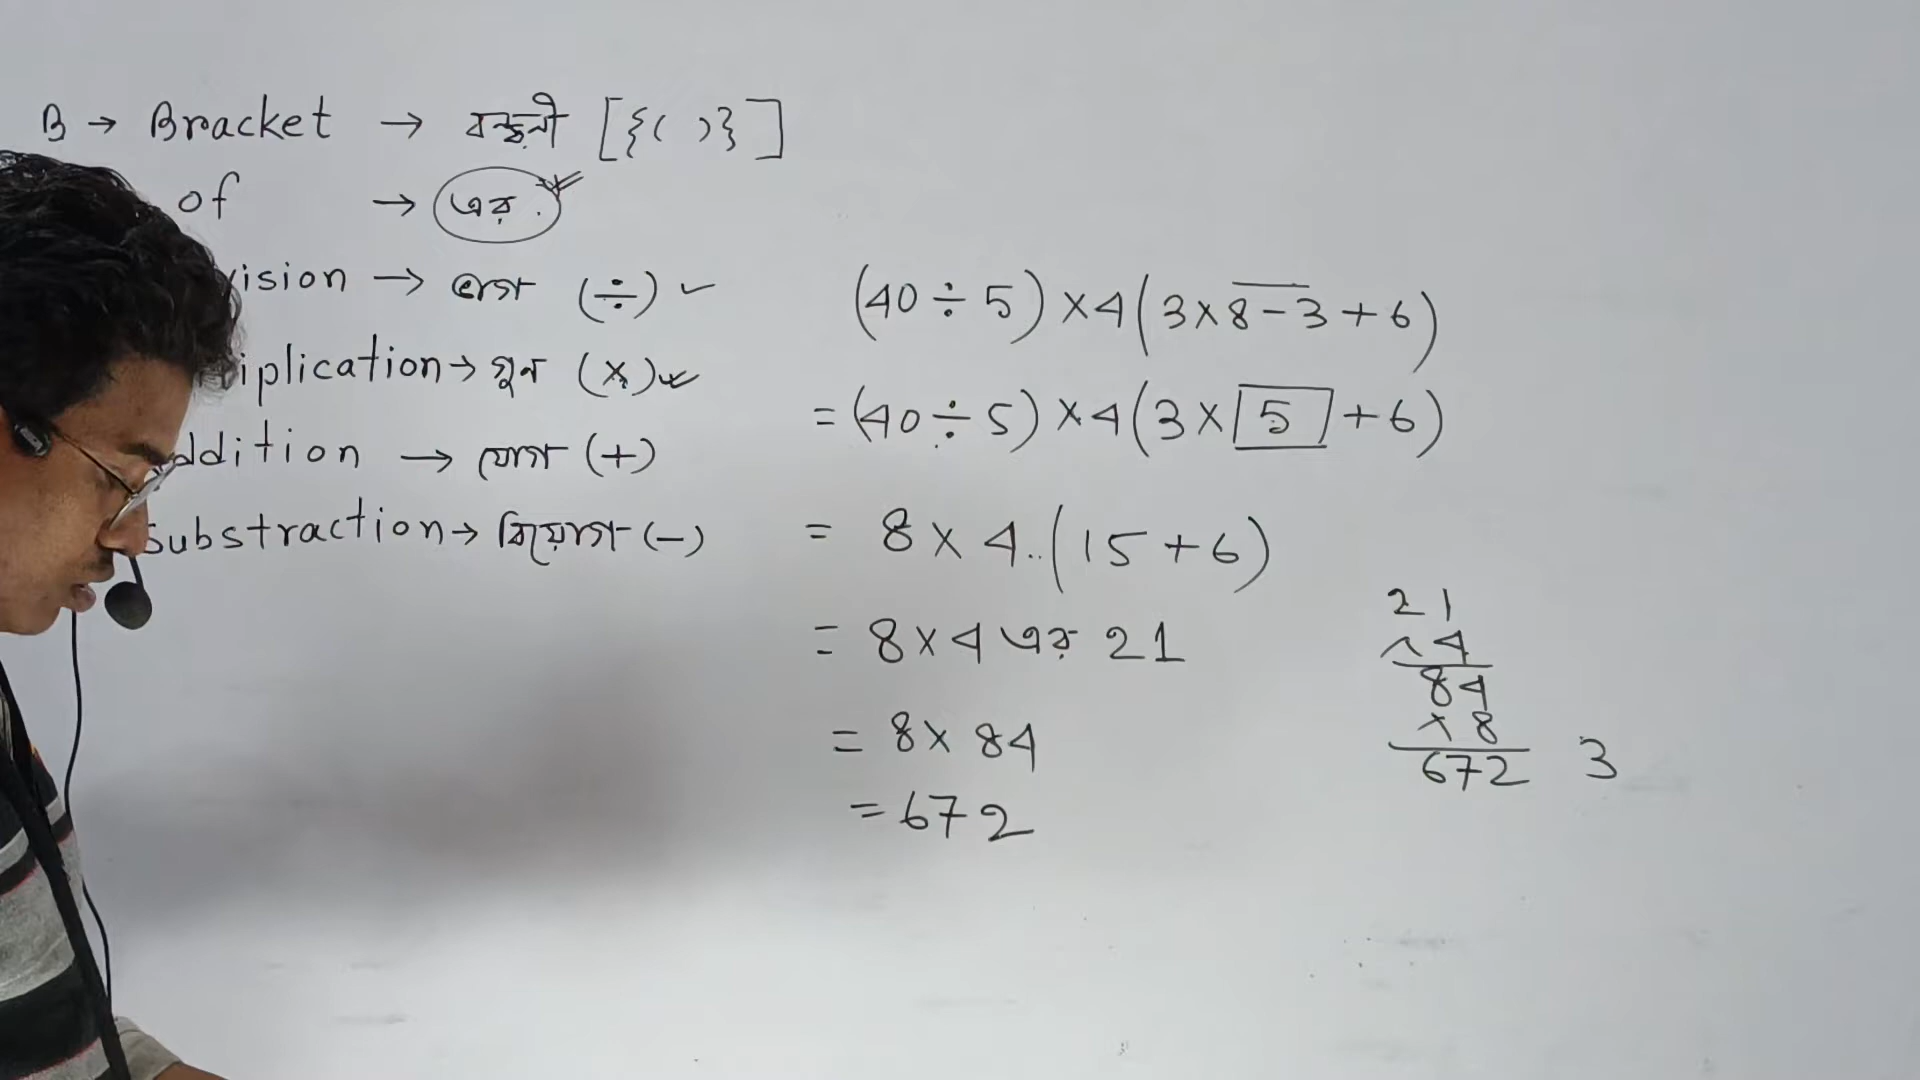 B → Bracket → বন্ধনী [{( )}]
of → এর
vision → ভাগ (÷) ✓
iplication → গুন (×) ✓
ddition → যোগ (+)
Substraction → বিয়োগ (-)
(40 ÷ 5) × 4(3 × 8 - 3 + 6)
= (40 ÷ 5) × 4(3 × 5 + 6)
= 8 × 4..(15 + 6)
= 8 × 4 এর 21
= 8 × 84
= 672
21
× 4
84
× 8
672 3